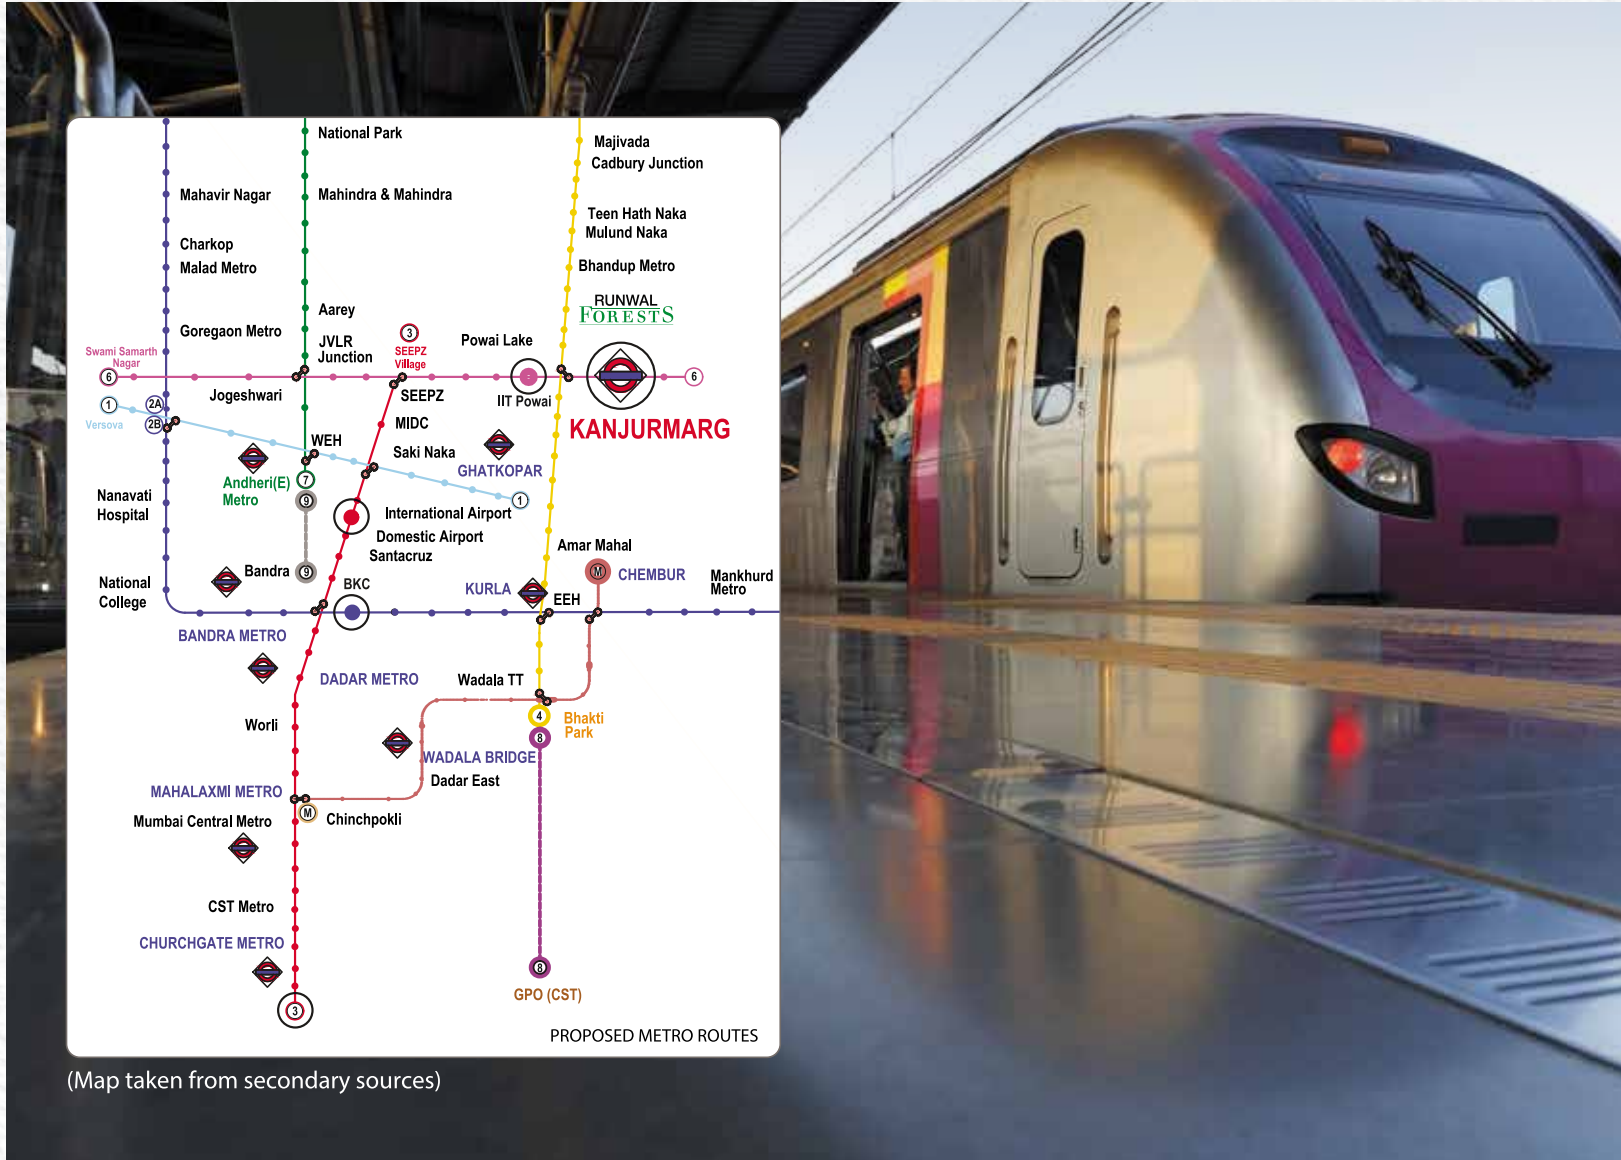 National Park
Majivada
Cadbury Junction
Mahavir Nagar
Mahindra & Mahindra
Teen Hath Naka
Mulund Naka
Charkop
Malad Metro
Bhandup Metro
RUNWAL
FORESTS
Aarey
Goregaon Metro
JVLR
Junction
3
SEEPZ
Village
Powai Lake
Swami Samarth
Nagar
6
6
Jogeshwari
SEEPZ
IIT Powai
KANJURMARG
1
Versova
2A
2B
MIDC
WEH
Saki Naka
GHATKOPAR
Andheri(E)
Metro
7
9
1
Nanavati
Hospital
International Airport
Domestic Airport
Santacruz
Amar Mahal
Bandra
9
BKC
M
CHEMBUR
Mankhurd
Metro
National
College
KURLA
EEH
BANDRA METRO
DADAR METRO
Wadala TT
Worli
4
Bhakti
Park
8
WADALA BRIDGE
Dadar East
MAHALAXMI METRO
M
Chinchpokli
Mumbai Central Metro
CST Metro
CHURCHGATE METRO
8
GPO (CST)
3
PROPOSED METRO ROUTES
(Map taken from secondary sources)